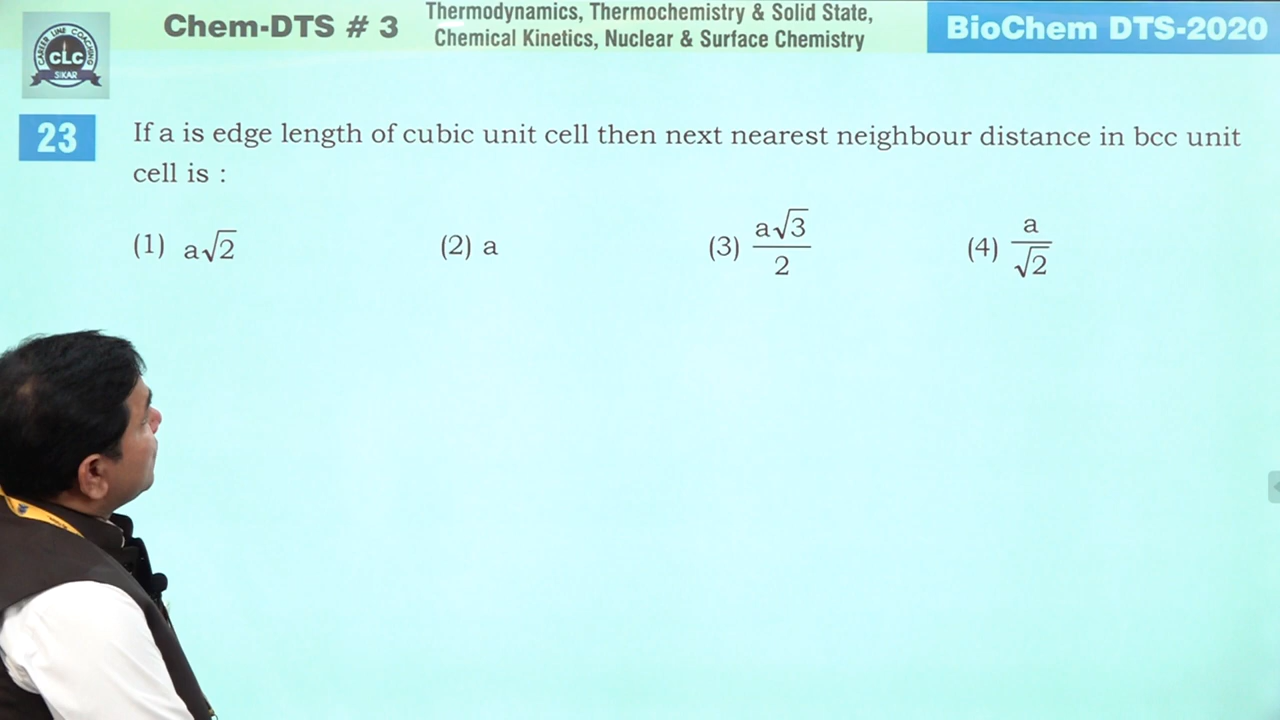 Chem-DTS # 3
Thermodynamics, Thermochemistry & Solid State,
Chemical Kinetics, Nuclear & Surface Chemistry
BioChem DTS-2020
CAREER LINE COACHING
CLC
SIKAR
23
If a is edge length of cubic unit cell then next nearest neighbour distance in bcc unit
cell is :
(1) a√2 (2) a (3) a√3/2 (4) a/√2